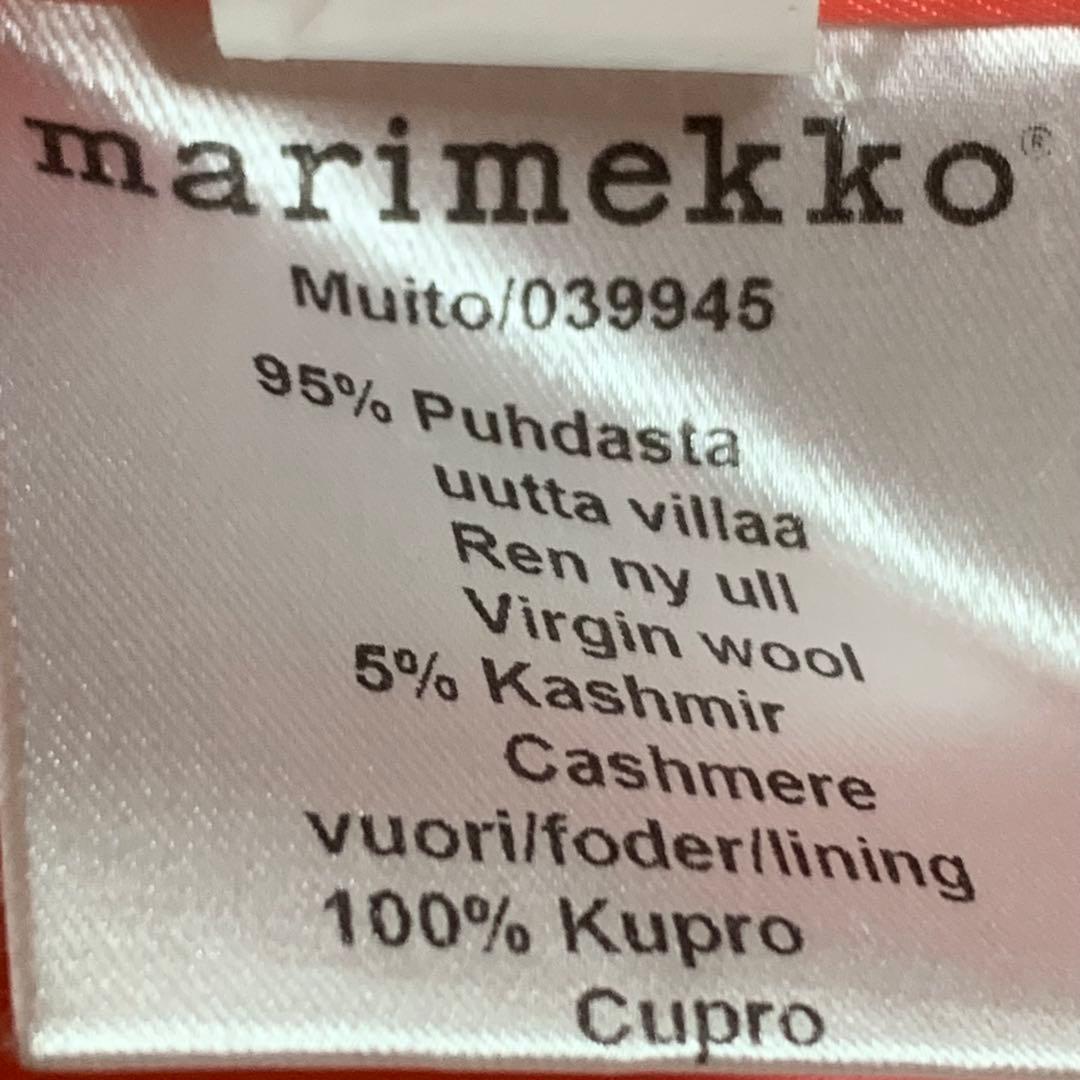 marimekko®
Muito/039945
95% Puhdasta
uutta villaa
Ren ny ull
Virgin wool
5% Kashmir
Cashmere
vuori/foder/lining
100% Kupro
Cupro